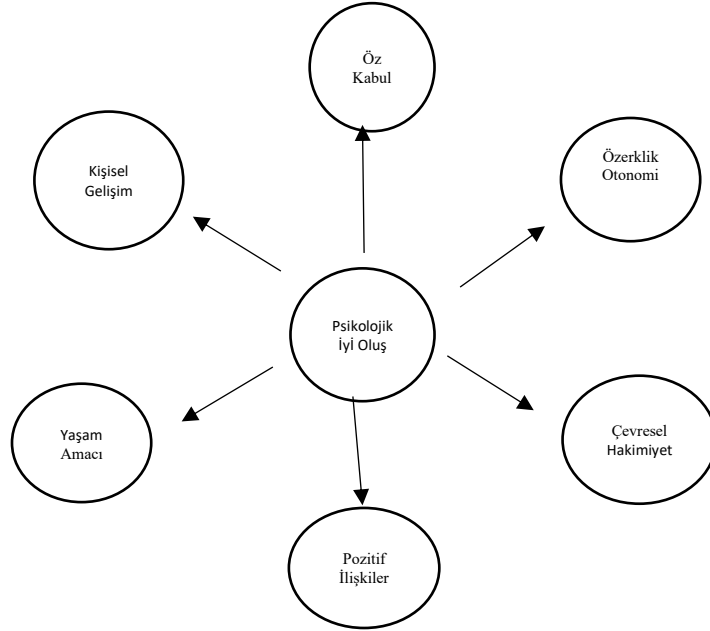 Öz
Kabul
Kişisel
Gelişim
Özerklik
Otonomi
Psikolojik
İyİ Oluş
Yaşam
Amacı
Çevresel
Hakimiyet
Pozitif
İlişkiler